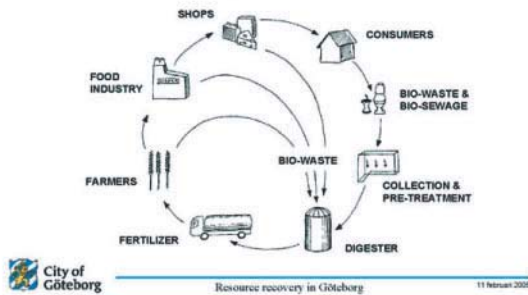 SHOPS
CONSUMERS
FOOD
INDUSTRY
BIO-WASTE &
BIO-SEWAGE
BIO-WASTE
FARMERS
COLLECTION &
PRE-TREATMENT
FERTILIZER
DIGESTER
City of
Göteborg
Resource recovery in Göteborg
11 februari